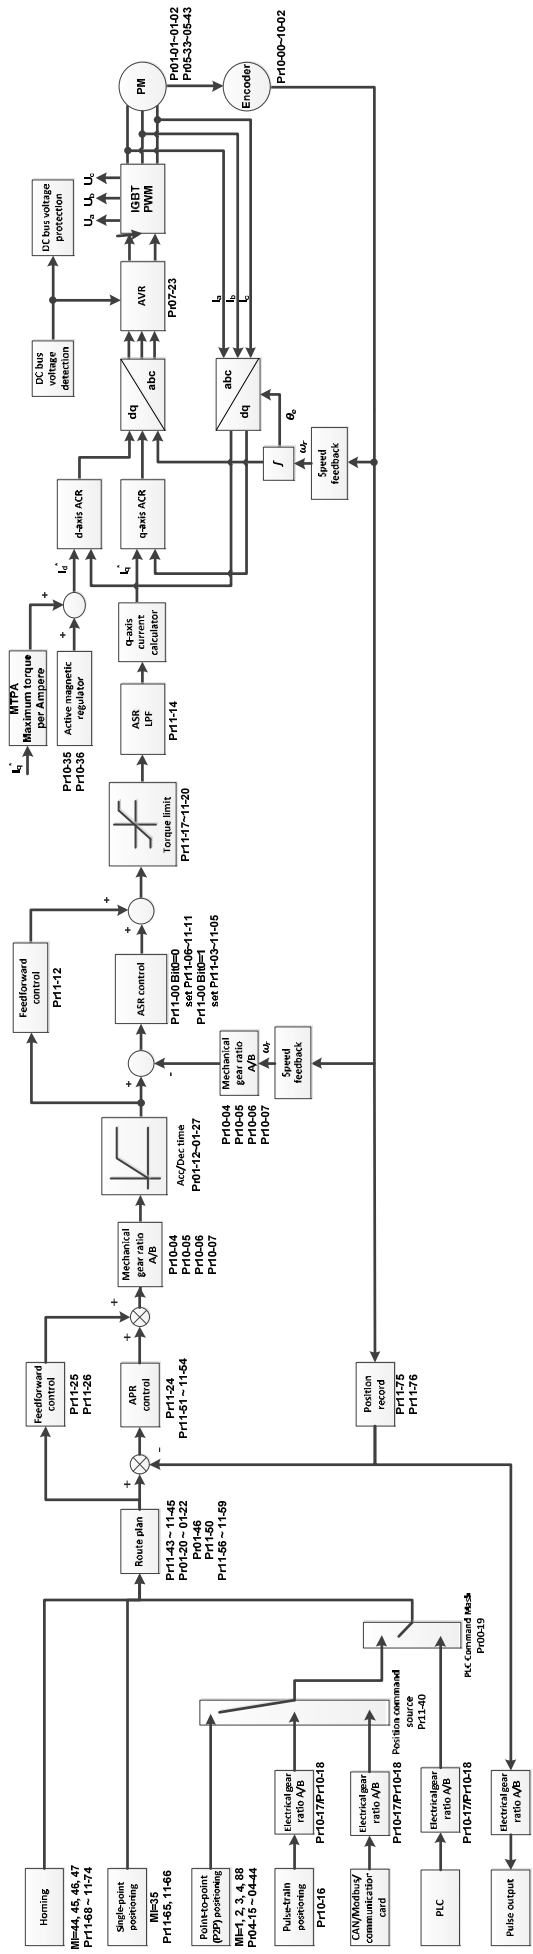 Homing
MI=44, 45, 46, 47
Pr11-68 ~ 11-74
Single-point
positioning
MI=35
Pr11-65, 11-66
Point-to-point
(P2P) positioning
MI=1, 2, 3, 4, 88
Pr04-15 ~ 04-44
Pulse-train
positioning
Pr10-16
CAN/Modbus/
communication
card
PLC
Pulse output
Electrical gear
ratio A/B
Pr10-17/Pr10-18
Electrical gear
ratio A/B
Pr10-17/Pr10-18
Electrical gear
ratio A/B
Pr10-17/Pr10-18
Electrical gear
ratio A/B
Position command
source
Pr11-40
PLC Command Mask
Pr00-19
Route plan
Pr11-43 ~ 11-45
Pr01-20 ~ 01-22
Pr01-46
Pr11-50
Pr11-56 ~ 11-59
+
-
Feedforward
control
Pr11-25
Pr11-26
APR
control
Pr11-24
Pr11-51 ~ 11-54
Position
record
Pr11-75
Pr11-76
+
+
Mechanical
gear ratio
A/B
Pr10-04
Pr10-05
Pr10-06
Pr10-07
Acc/Dec time
Pr01-12~01-27
+
-
Mechanical
gear ratio
A/B
Pr10-04
Pr10-05
Pr10-06
Pr10-07
ωr
Speed
feedback
Feedforward
control
Pr11-12
ASR control
Pr11-00 Bit0=0
set Pr11-06~11-11
Pr11-00 Bit0=1
set Pr11-03~11-05
+
+
Torque limit
Pr11-17~11-20
ASR
LPF
Pr11-14
q-axis
current
calculator
Iq*
MTPA
Maximum torque
per Ampere
Active magnetic
regulator
Pr10-35
Pr10-36
+
+
Id*
Iq*
d-axis ACR
q-axis ACR
dq
abc
abc
dq
∫
θe
ωr
Speed
feedback
Ia
Ib
Ic
DC bus
voltage
detection
DC bus voltage
protection
AVR
Pr07-23
IGBT
PWM
Ua
Ub
Uc
PM
Pr01-01~01-02
Pr05-33~05-43
Encoder
Pr10-00~10-02